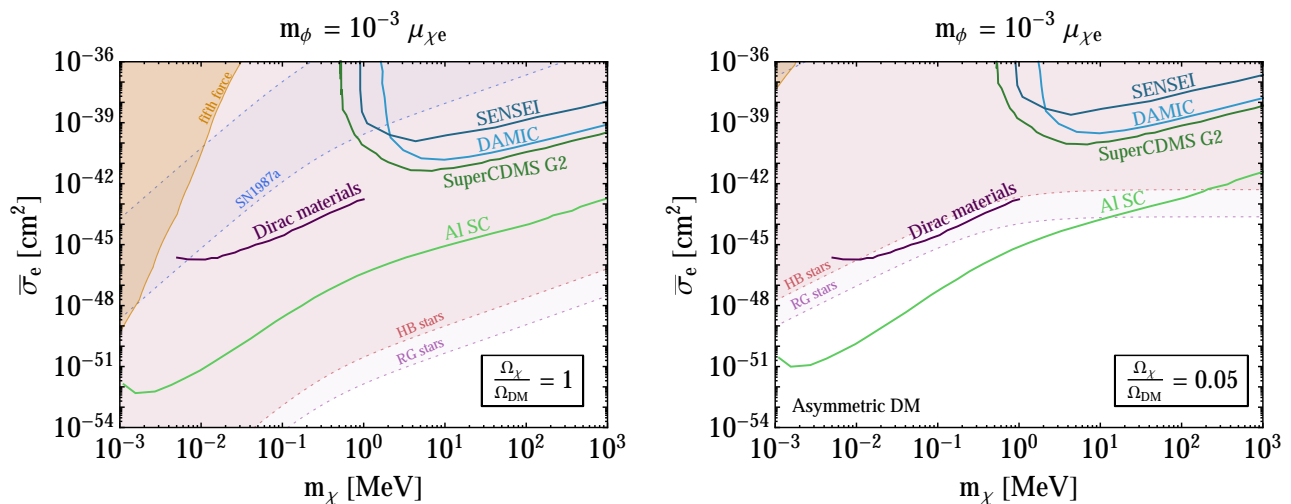 m_ϕ = 10^-3 μ_χe
10^-36
10^-39
10^-42
10^-45
10^-48
10^-51
10^-54
σ̅_e [cm^2]
fifth force
SN1987a
SENSEI
DAMIC
SuperCDMS G2
Dirac materials
Al SC
HB stars
RG stars
Ω_χ/Ω_DM = 1
10^-3 10^-2 10^-1 10^0 10^1 10^2 10^3
m_χ [MeV]
m_ϕ = 10^-3 μ_χe
10^-36
10^-39
10^-42
10^-45
10^-48
10^-51
10^-54
σ̅_e [cm^2]
SENSEI
DAMIC
SuperCDMS G2
Dirac materials
Al SC
HB stars
RG stars
Ω_χ/Ω_DM = 0.05
Asymmetric DM
10^-3 10^-2 10^-1 10^0 10^1 10^2 10^3
m_χ [MeV]